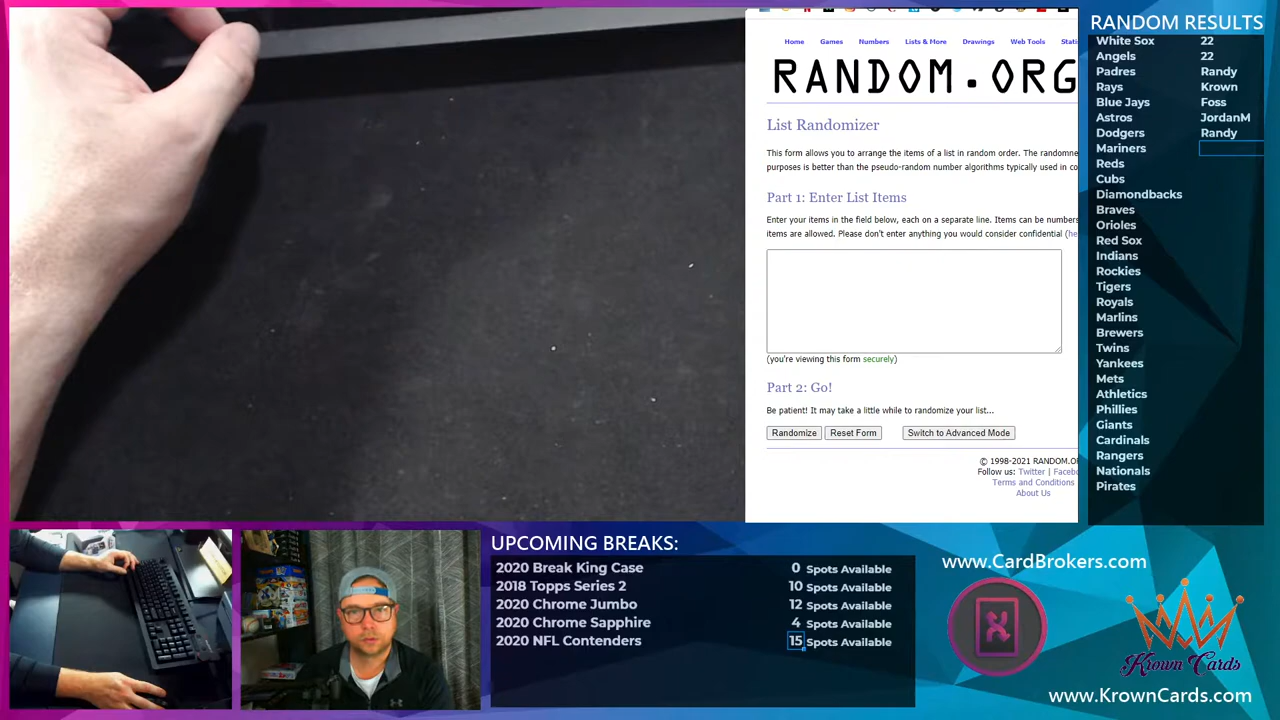 RANDOM RESULTS
White Sox 22
Angels 22
Padres Randy
Rays Krown
Blue Jays Foss
Astros JordanM
Dodgers Randy
Mariners
Reds
Cubs
Diamondbacks
Braves
Orioles
Red Sox
Indians
Rockies
Tigers
Royals
Marlins
Brewers
Twins
Yankees
Mets
Athletics
Phillies
Giants
Cardinals
Rangers
Nationals
Pirates
Home Games Numbers Lists & More Drawings Web Tools Stati
RANDOM.ORG
List Randomizer
This form allows you to arrange the items of a list in random order. The randomne
purposes is better than the pseudo-random number algorithms typically used in co
Part 1: Enter List Items
Enter your items in the field below, each on a separate line. Items can be numbers
items are allowed. Please don't enter anything you would consider confidential (he
(you're viewing this form securely)
Part 2: Go!
Be patient! It may take a little while to randomize your list...
Randomize Reset Form Switch to Advanced Mode
© 1998-2021 RANDOM.OR
Follow us: Twitter | Facebo
Terms and Conditions
About Us
UPCOMING BREAKS:
2020 Break King Case 0 Spots Available
2018 Topps Series 2 10 Spots Available
2020 Chrome Jumbo 12 Spots Available
2020 Chrome Sapphire 4 Spots Available
2020 NFL Contenders 15 Spots Available
www.CardBrokers.com
Krown Cards
www.KrownCards.com